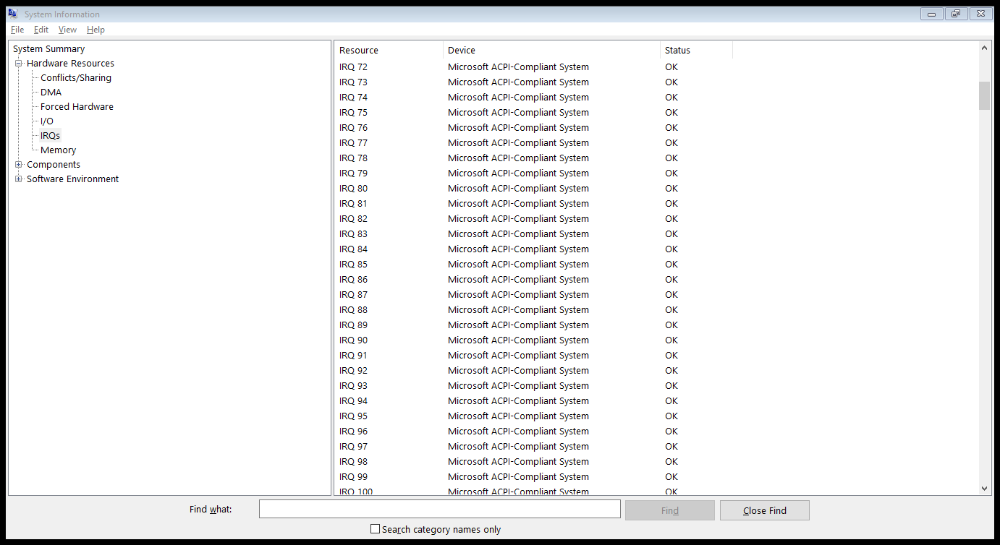 System Information
File Edit View Help
System Summary
Hardware Resources
Conflicts/Sharing
DMA
Forced Hardware
I/O
IRQs
Memory
Components
Software Environment
Resource Device Status
IRQ 72 Microsoft ACPI-Compliant System OK
IRQ 73 Microsoft ACPI-Compliant System OK
IRQ 74 Microsoft ACPI-Compliant System OK
IRQ 75 Microsoft ACPI-Compliant System OK
IRQ 76 Microsoft ACPI-Compliant System OK
IRQ 77 Microsoft ACPI-Compliant System OK
IRQ 78 Microsoft ACPI-Compliant System OK
IRQ 79 Microsoft ACPI-Compliant System OK
IRQ 80 Microsoft ACPI-Compliant System OK
IRQ 81 Microsoft ACPI-Compliant System OK
IRQ 82 Microsoft ACPI-Compliant System OK
IRQ 83 Microsoft ACPI-Compliant System OK
IRQ 84 Microsoft ACPI-Compliant System OK
IRQ 85 Microsoft ACPI-Compliant System OK
IRQ 86 Microsoft ACPI-Compliant System OK
IRQ 87 Microsoft ACPI-Compliant System OK
IRQ 88 Microsoft ACPI-Compliant System OK
IRQ 89 Microsoft ACPI-Compliant System OK
IRQ 90 Microsoft ACPI-Compliant System OK
IRQ 91 Microsoft ACPI-Compliant System OK
IRQ 92 Microsoft ACPI-Compliant System OK
IRQ 93 Microsoft ACPI-Compliant System OK
IRQ 94 Microsoft ACPI-Compliant System OK
IRQ 95 Microsoft ACPI-Compliant System OK
IRQ 96 Microsoft ACPI-Compliant System OK
IRQ 97 Microsoft ACPI-Compliant System OK
IRQ 98 Microsoft ACPI-Compliant System OK
IRQ 99 Microsoft ACPI-Compliant System OK
IRQ 100 Microsoft ACPI-Compliant System OK
Find what: Find Close Find
Search category names only